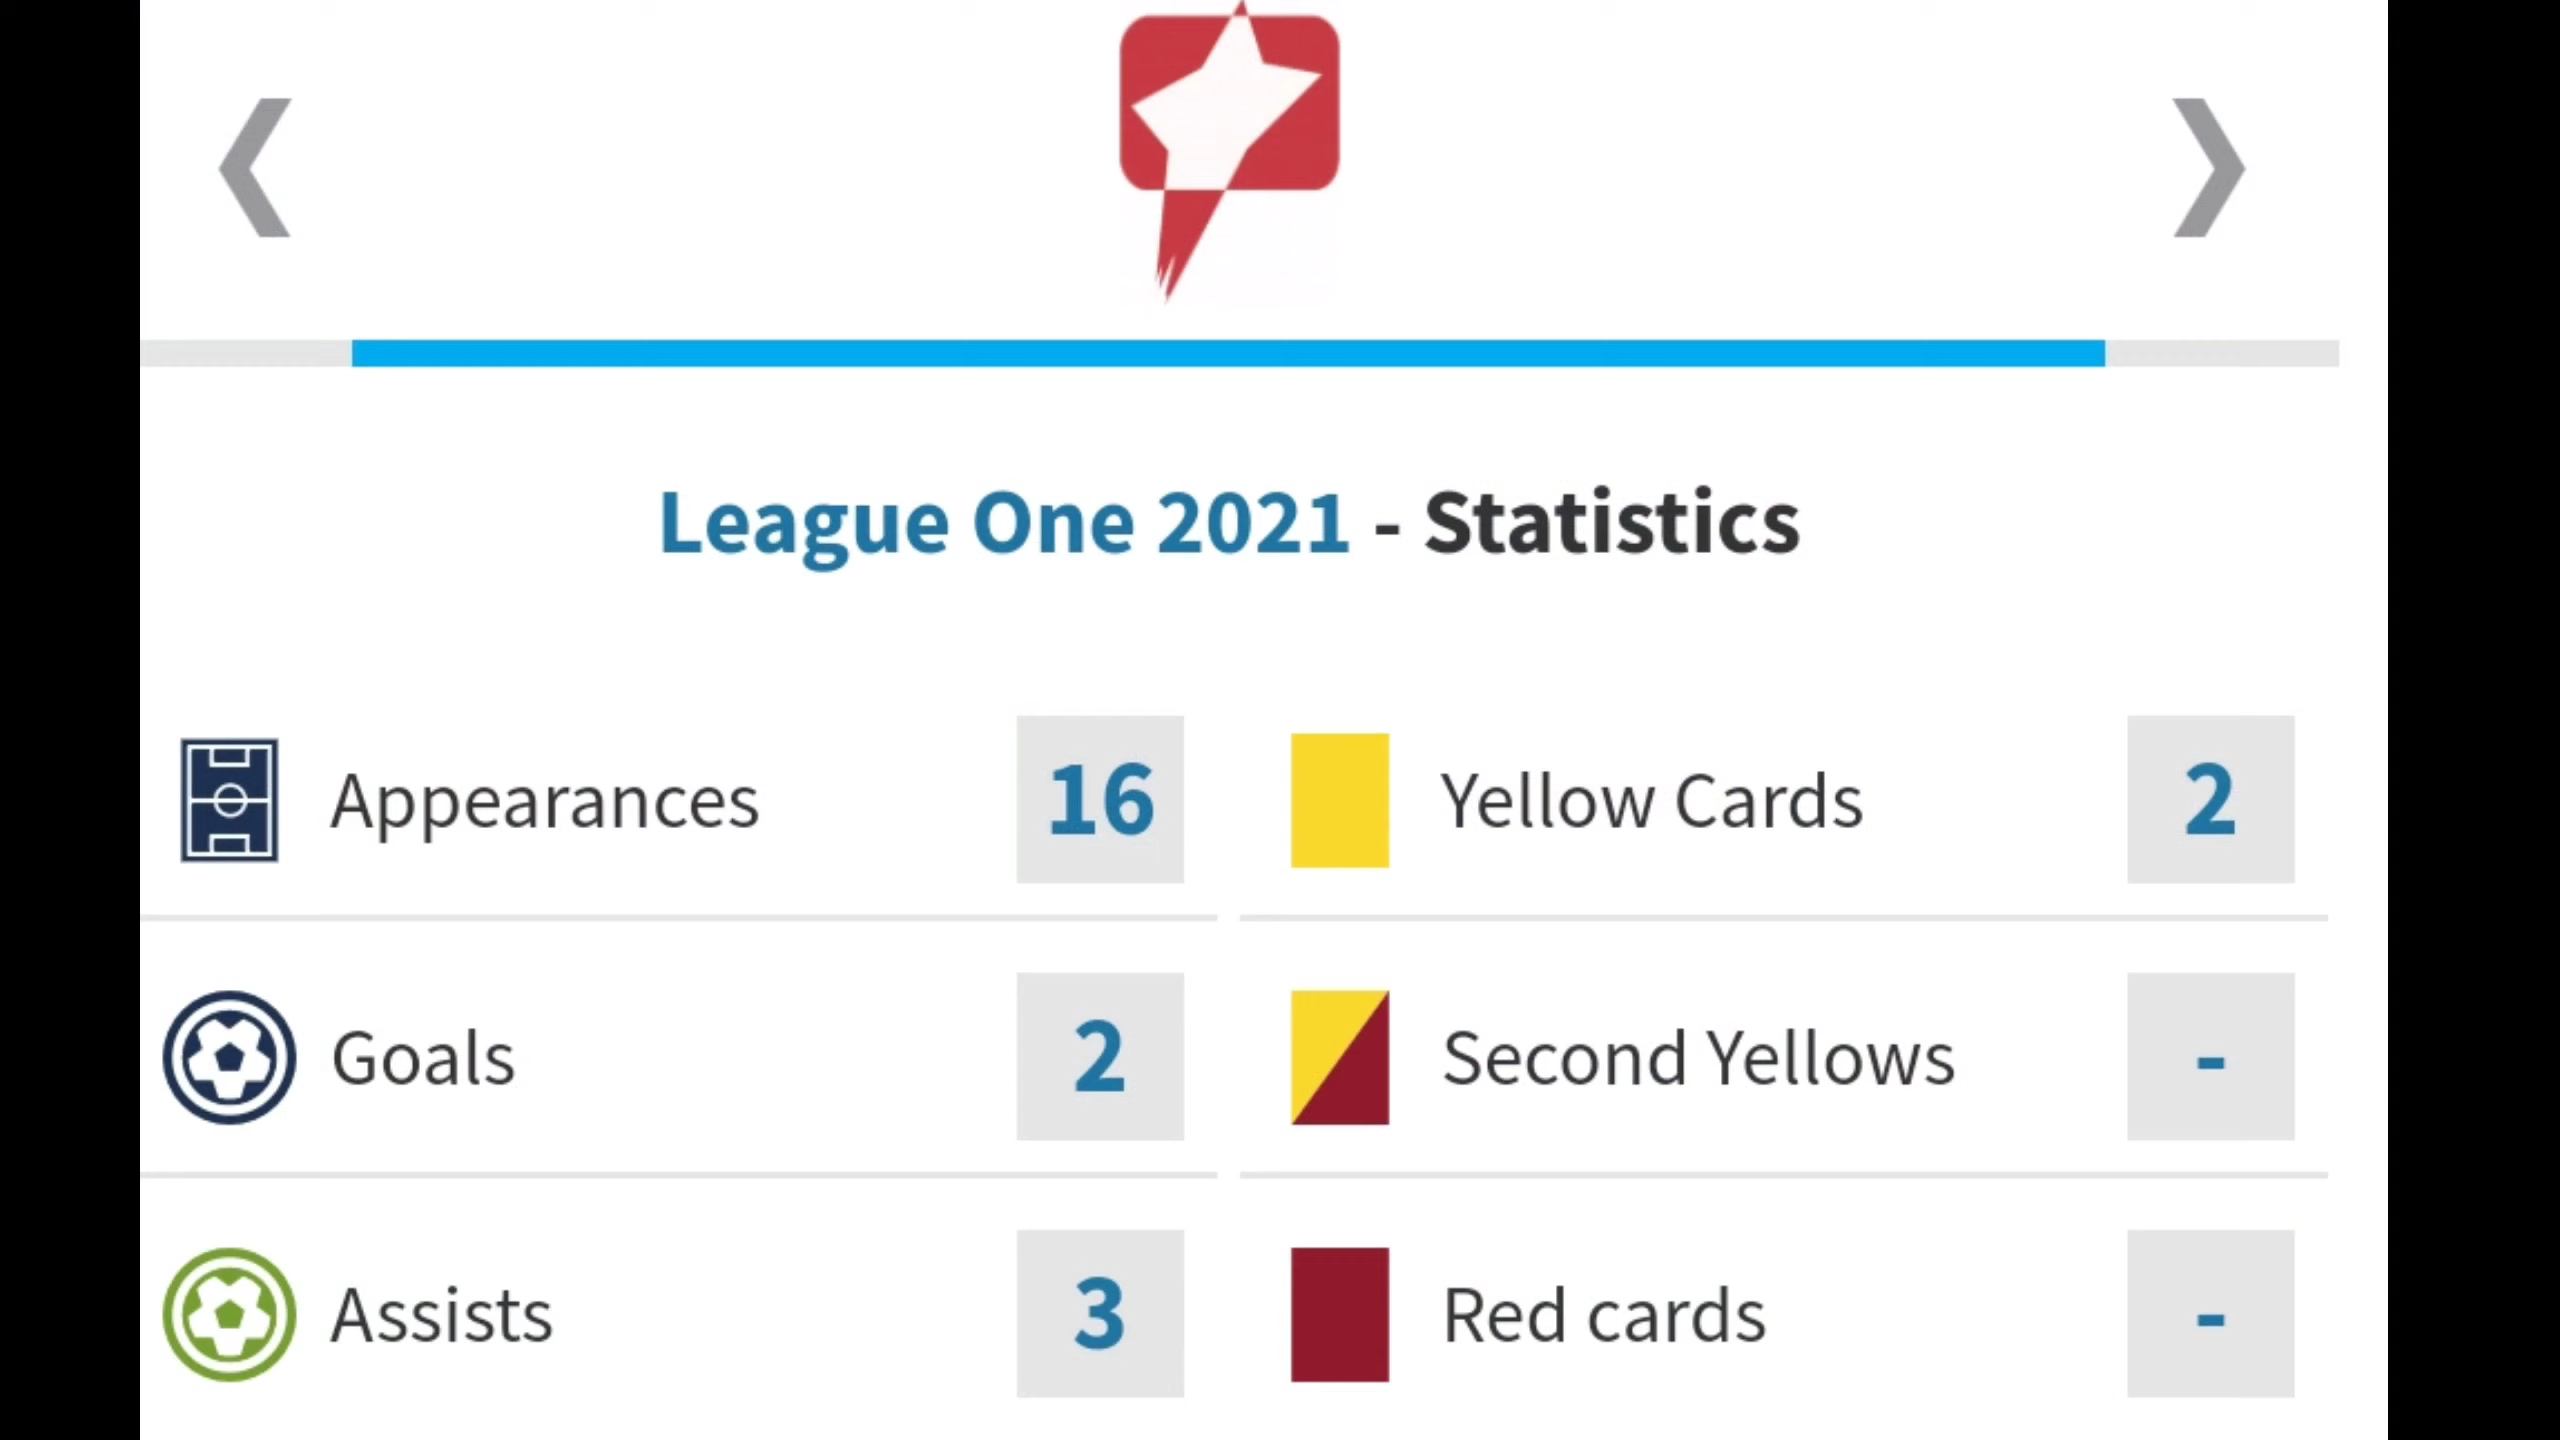 League One 2021 - Statistics
Appearances 16 Yellow Cards 2
Goals 2 Second Yellows -
Assists 3 Red cards -